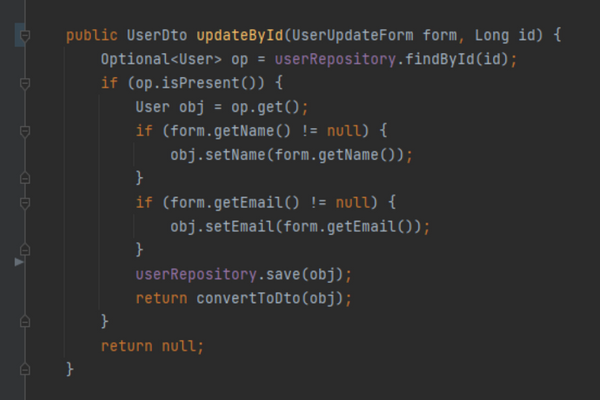 public UserDto updateById(UserUpdateForm form, Long id) {
    Optional<User> op = userRepository.findById(id);
    if (op.isPresent()) {
        User obj = op.get();
        if (form.getName() != null) {
            obj.setName(form.getName());
        }
        if (form.getEmail() != null) {
            obj.setEmail(form.getEmail());
        }
        userRepository.save(obj);
        return convertToDto(obj);
    }
    return null;
}